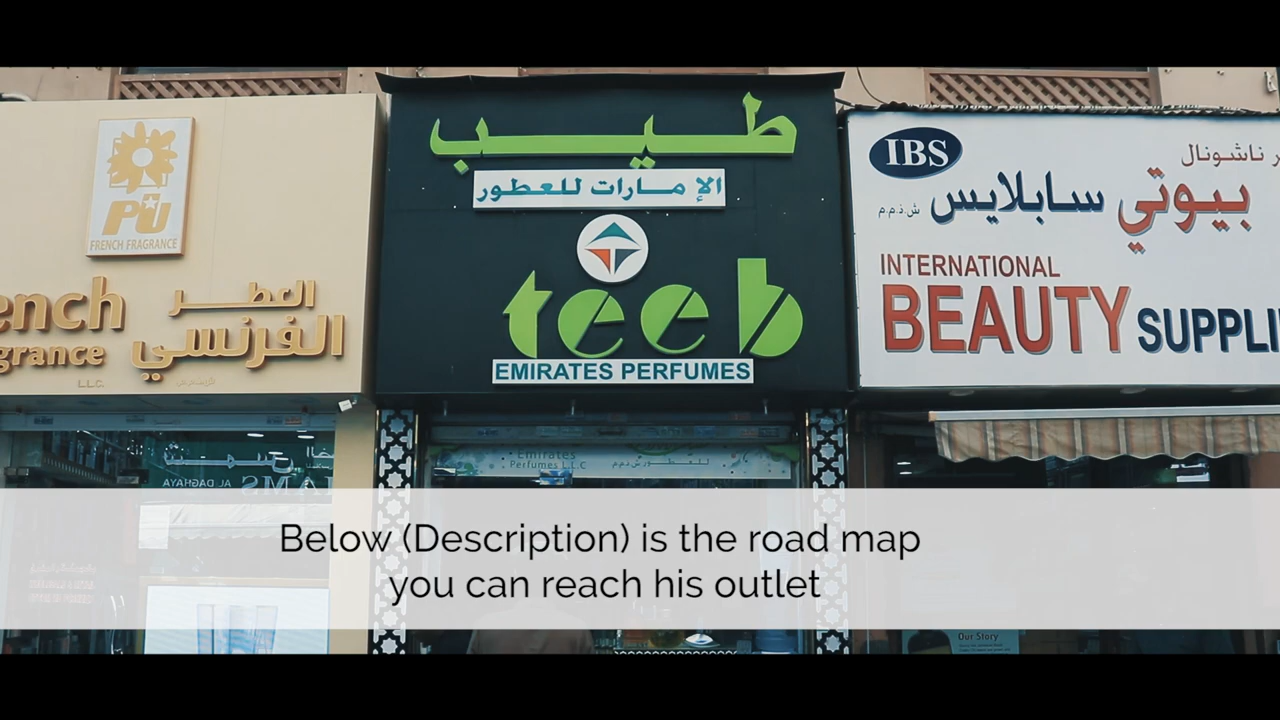 PU
FRENCH FRAGRANCE
ench
العطر
الفرنسي
grance
L.L.C.
طيب
الإمارات للعطور
teeb
EMIRATES PERFUMES
IBS
ر ناشونال
بيوتي سابلايس ش.ذ.م.م
INTERNATIONAL
BEAUTY SUPPLI
Emirates
Perfumes L.L.C
للعطور ش.ذ.م.م
AL DAGHAYA
Below (Description) is the road map
you can reach his outlet
Our Story